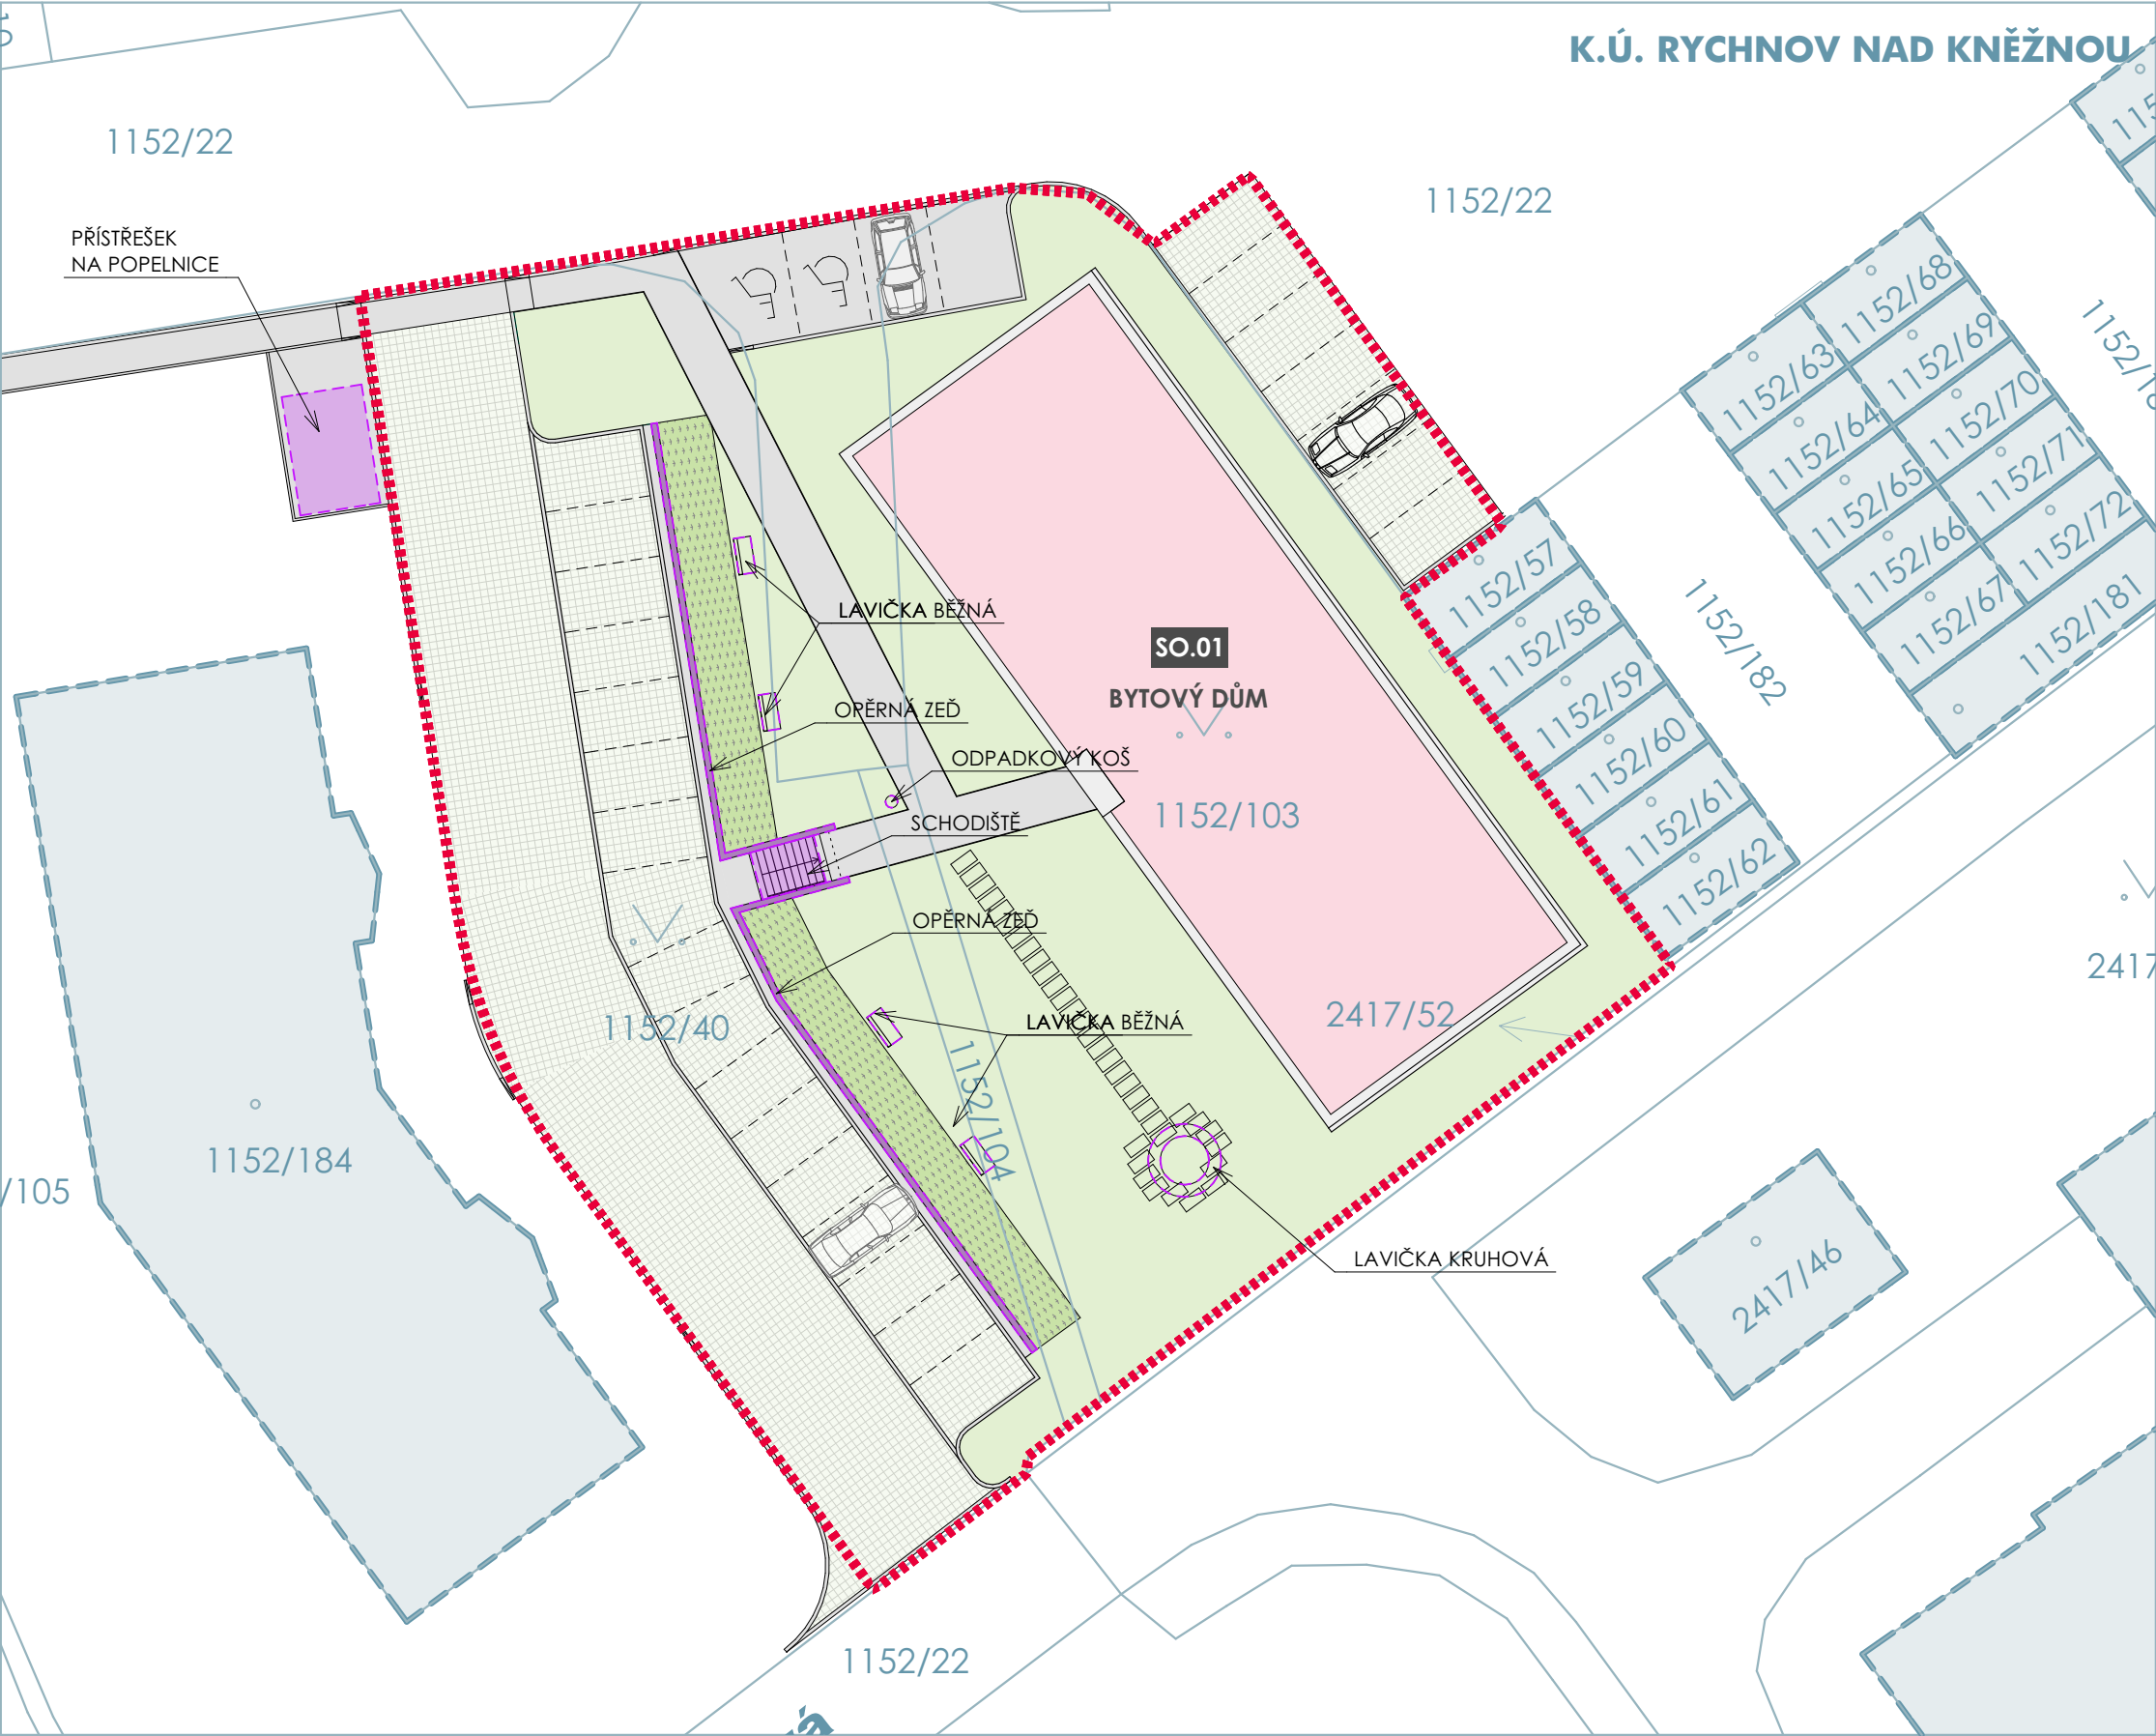 K.Ú. RYCHNOV NAD KNĚŽNOU
1152/22
1152/22
PŘÍSTŘEŠEK
NA POPELNICE
1152/68
1152/63
1152/69
1152/64
1152/70
1152/65
1152/71
1152/66
1152/72
1152/67
1152/181
1152/57
1152/58
1152/59
1152/60
1152/61
1152/62
1152/182
LAVIČKA BĚŽNÁ
SO.01
BYTOVÝ DŮM
OPĚRNÁ ZEĎ
ODPADKOVÝ KOŠ
1152/103
SCHODIŠTĚ
OPĚRNÁ ZEĎ
2417
2417/52
1152/40
LAVIČKA BĚŽNÁ
1152/104
1152/184
/105
LAVIČKA KRUHOVÁ
2417/46
1152/22